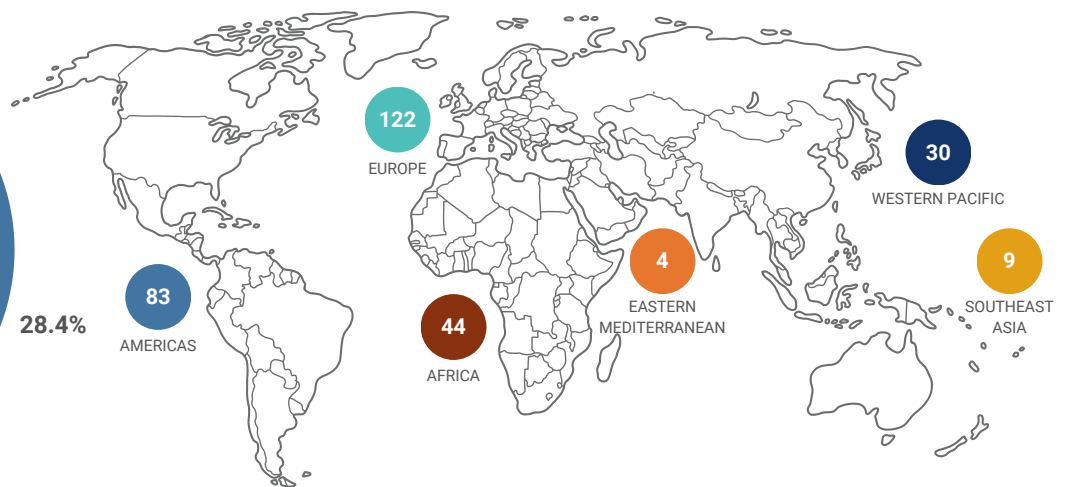 122
EUROPE
30
WESTERN PACIFIC
4
EASTERN
MEDITERRANEAN
9
SOUTHEAST
ASIA
83
AMERICAS
28.4%
44
AFRICA